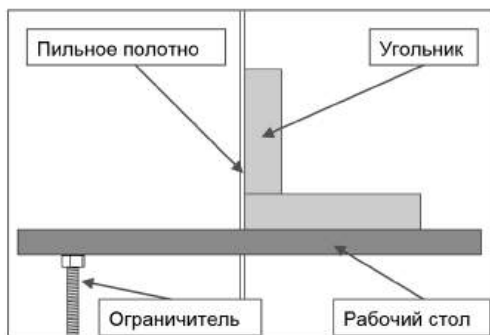 Пильное полотно
Угольник
Ограничитель
Рабочий стол